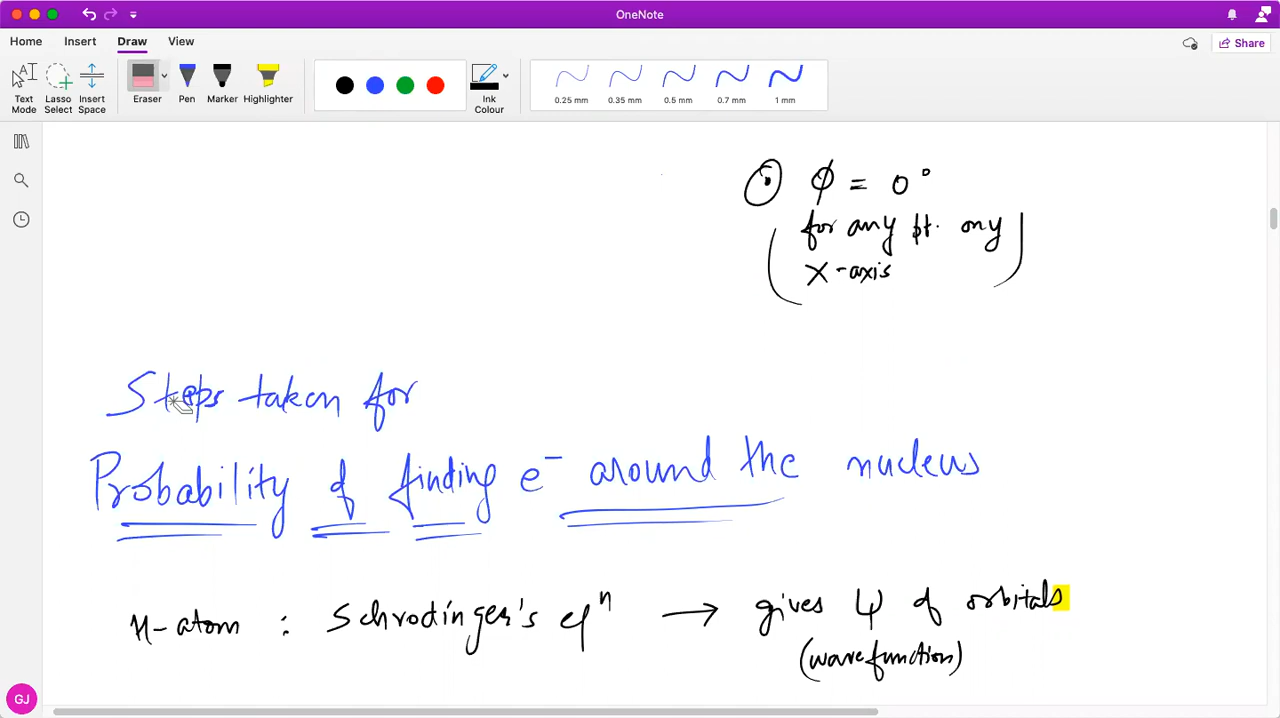 OneNote
Home Insert Draw View
Share
Text Mode
Lasso Select
Insert Space
Eraser
Pen
Marker
Highlighter
Ink Colour
0.25 mm
0.35 mm
0.5 mm
0.7 mm
1 mm
ϕ = 0°
(for any pt. ony
X-axis)
Steps taken for
Probability of finding e⁻ around the nucleus
H-atom : Schrodinger's eqⁿ → gives ψ of orbitals
(wavefunction)
GJ